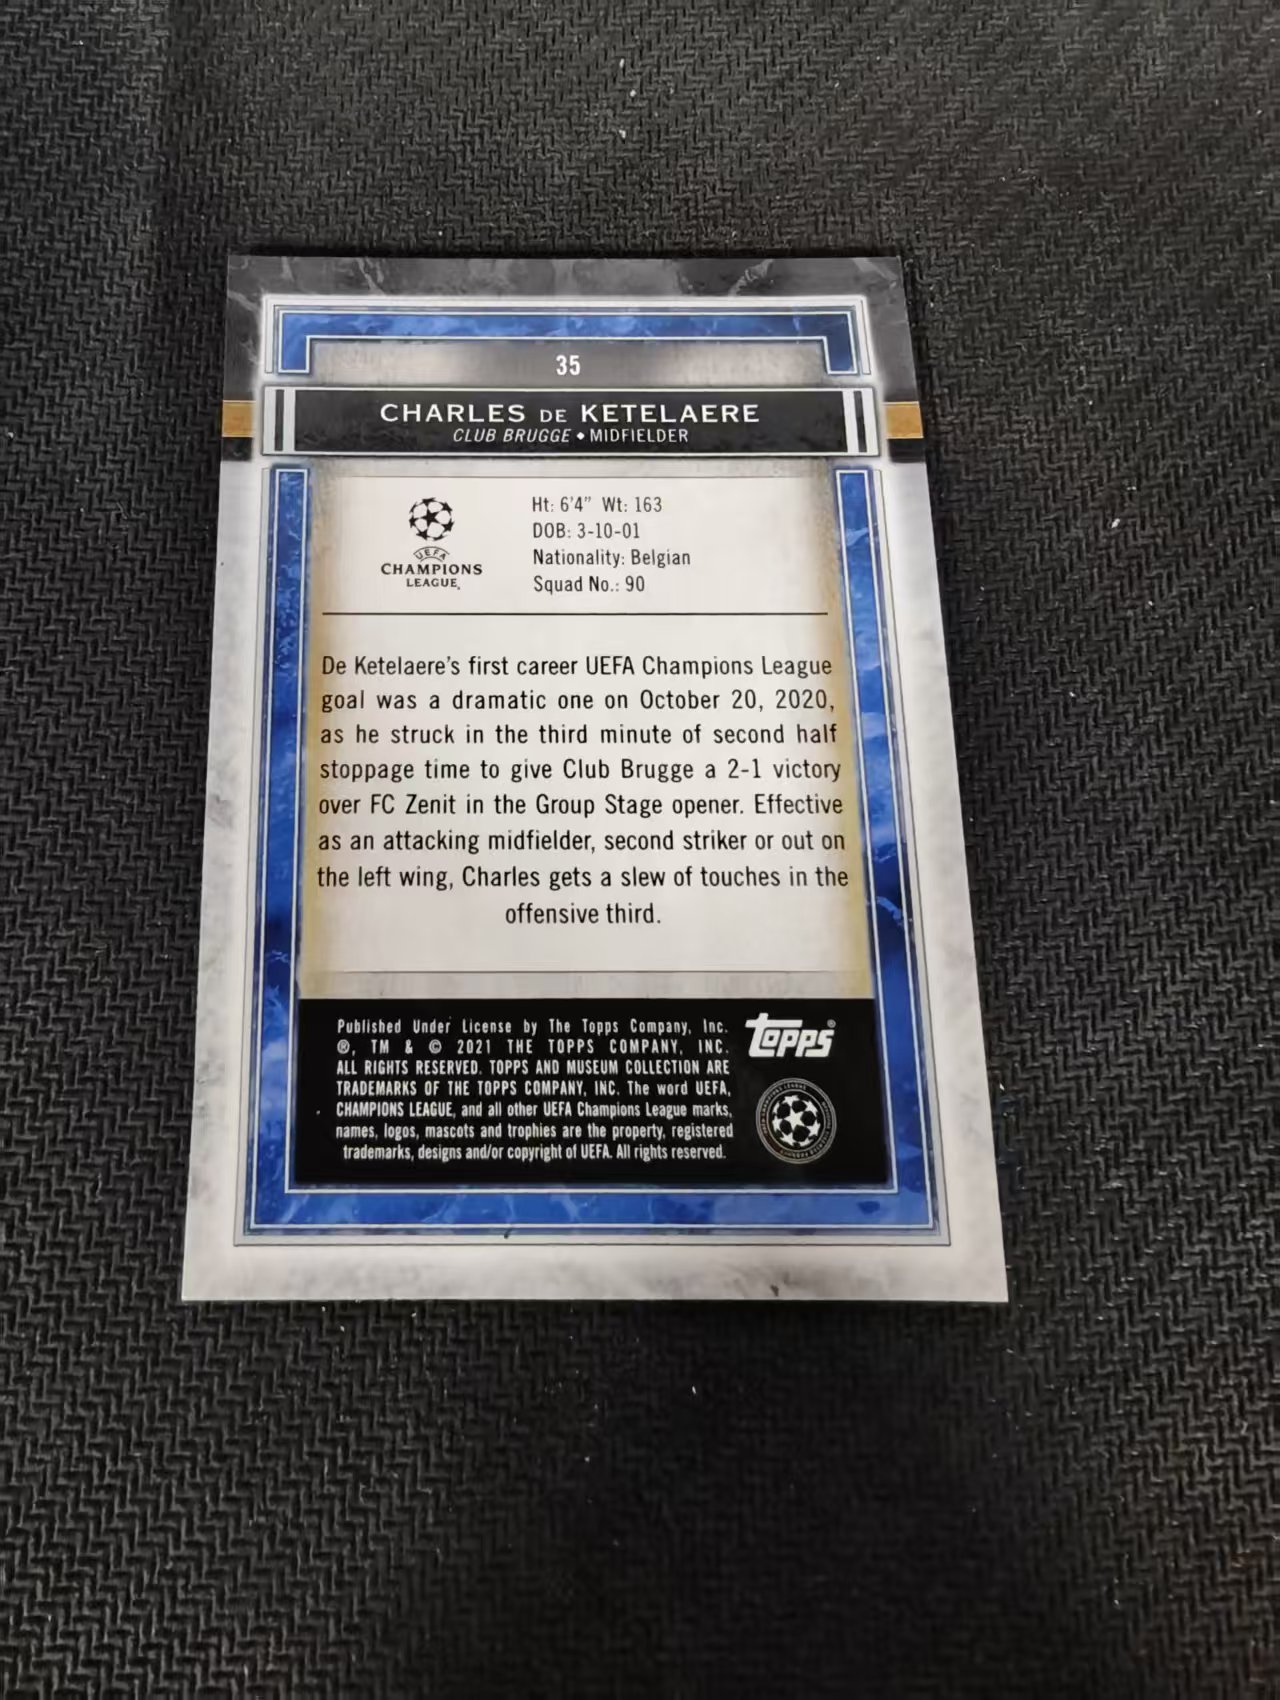 35
CHARLES DE KETELAERE
CLUB BRUGGE ◆ MIDFIELDER
UEFA
CHAMPIONS
LEAGUE.
Ht: 6'4" Wt: 163
DOB: 3-10-01
Nationality: Belgian
Squad No.: 90
De Ketelaere's first career UEFA Champions League
goal was a dramatic one on October 20, 2020,
as he struck in the third minute of second half
stoppage time to give Club Brugge a 2-1 victory
over FC Zenit in the Group Stage opener. Effective
as an attacking midfielder, second striker or out on
the left wing, Charles gets a slew of touches in the
offensive third.
Published Under License by The Topps Company, Inc.
®, TM & © 2021 THE TOPPS COMPANY, INC.
ALL RIGHTS RESERVED. TOPPS AND MUSEUM COLLECTION ARE
TRADEMARKS OF THE TOPPS COMPANY, INC. The word UEFA,
CHAMPIONS LEAGUE, and all other UEFA Champions League marks,
names, logos, mascots and trophies are the property, registered
trademarks, designs and/or copyright of UEFA. All rights reserved.
Topps®